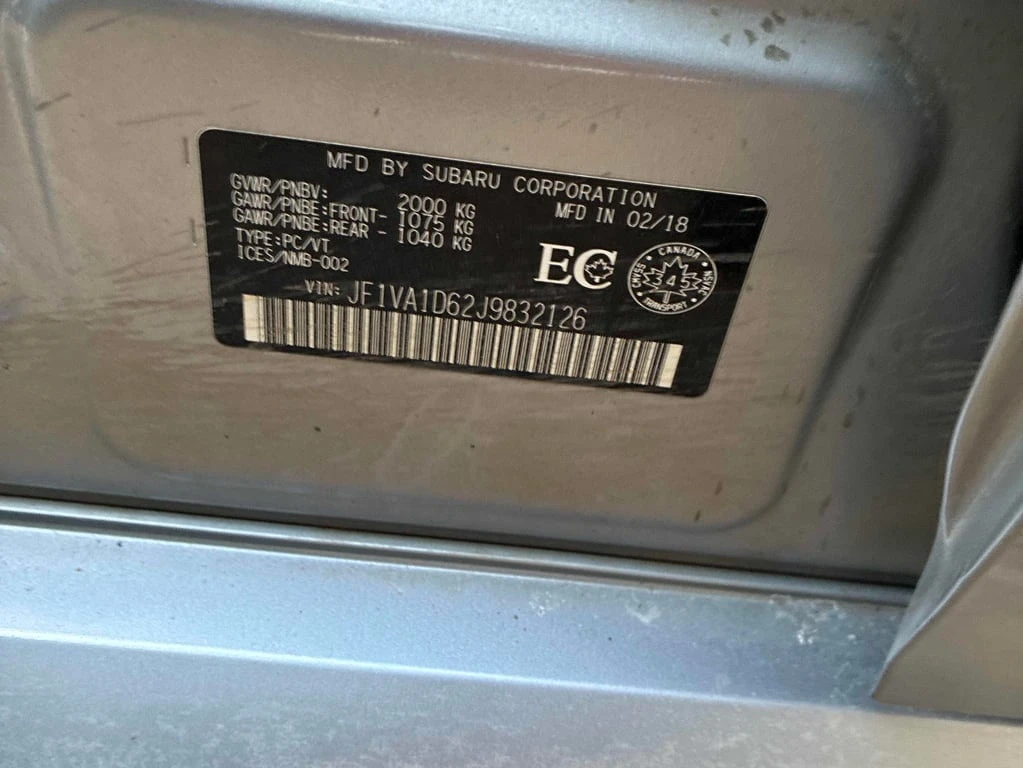 MFD BY SUBARU CORPORATION
GVWR/PNBV: 2000 KG
GAWR/PNBE:FRONT- 1075 KG
GAWR/PNBE:REAR - 1040 KG
MFD IN 02/18
TYPE:PC/VT
ICES/NMB-002
EC
CANADA
345
TRANSPORT
VIN: JF1VA1D62J9832126